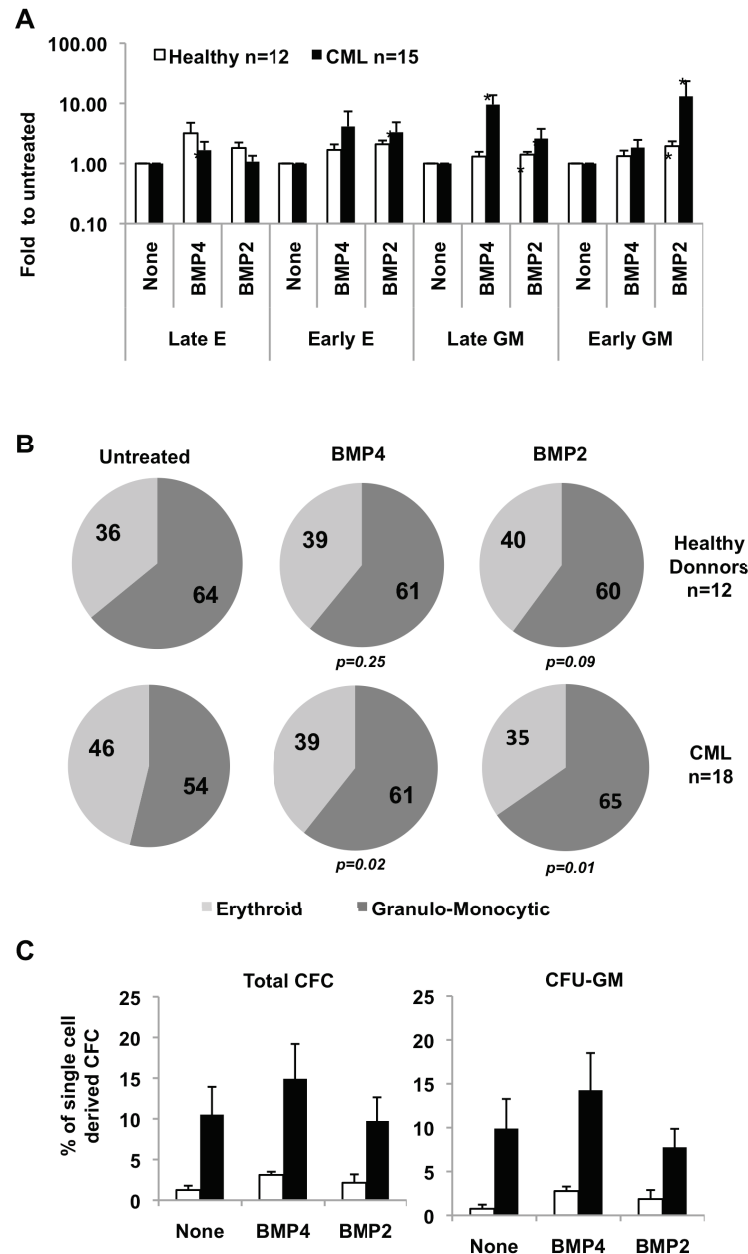 A
Healthy n=12 CML n=15
100.00
10.00
1.00
0.10
Fold to untreated
None BMP4 BMP2 None BMP4 BMP2 None BMP4 BMP2 None BMP4 BMP2
Late E Early E Late GM Early GM
* * * * * *
B
Untreated BMP4 BMP2
36 64 39 61 40 60
Healthy
Donnors
n=12
p=0.25 p=0.09
46 54 39 61 35 65
CML
n=18
p=0.02 p=0.01
Erythroid Granulo-Monocytic
C
Total CFC CFU-GM
% of single cell
derived CFC
25 25
20 20
15 15
10 10
5 5
0 0
None BMP4 BMP2 None BMP4 BMP2